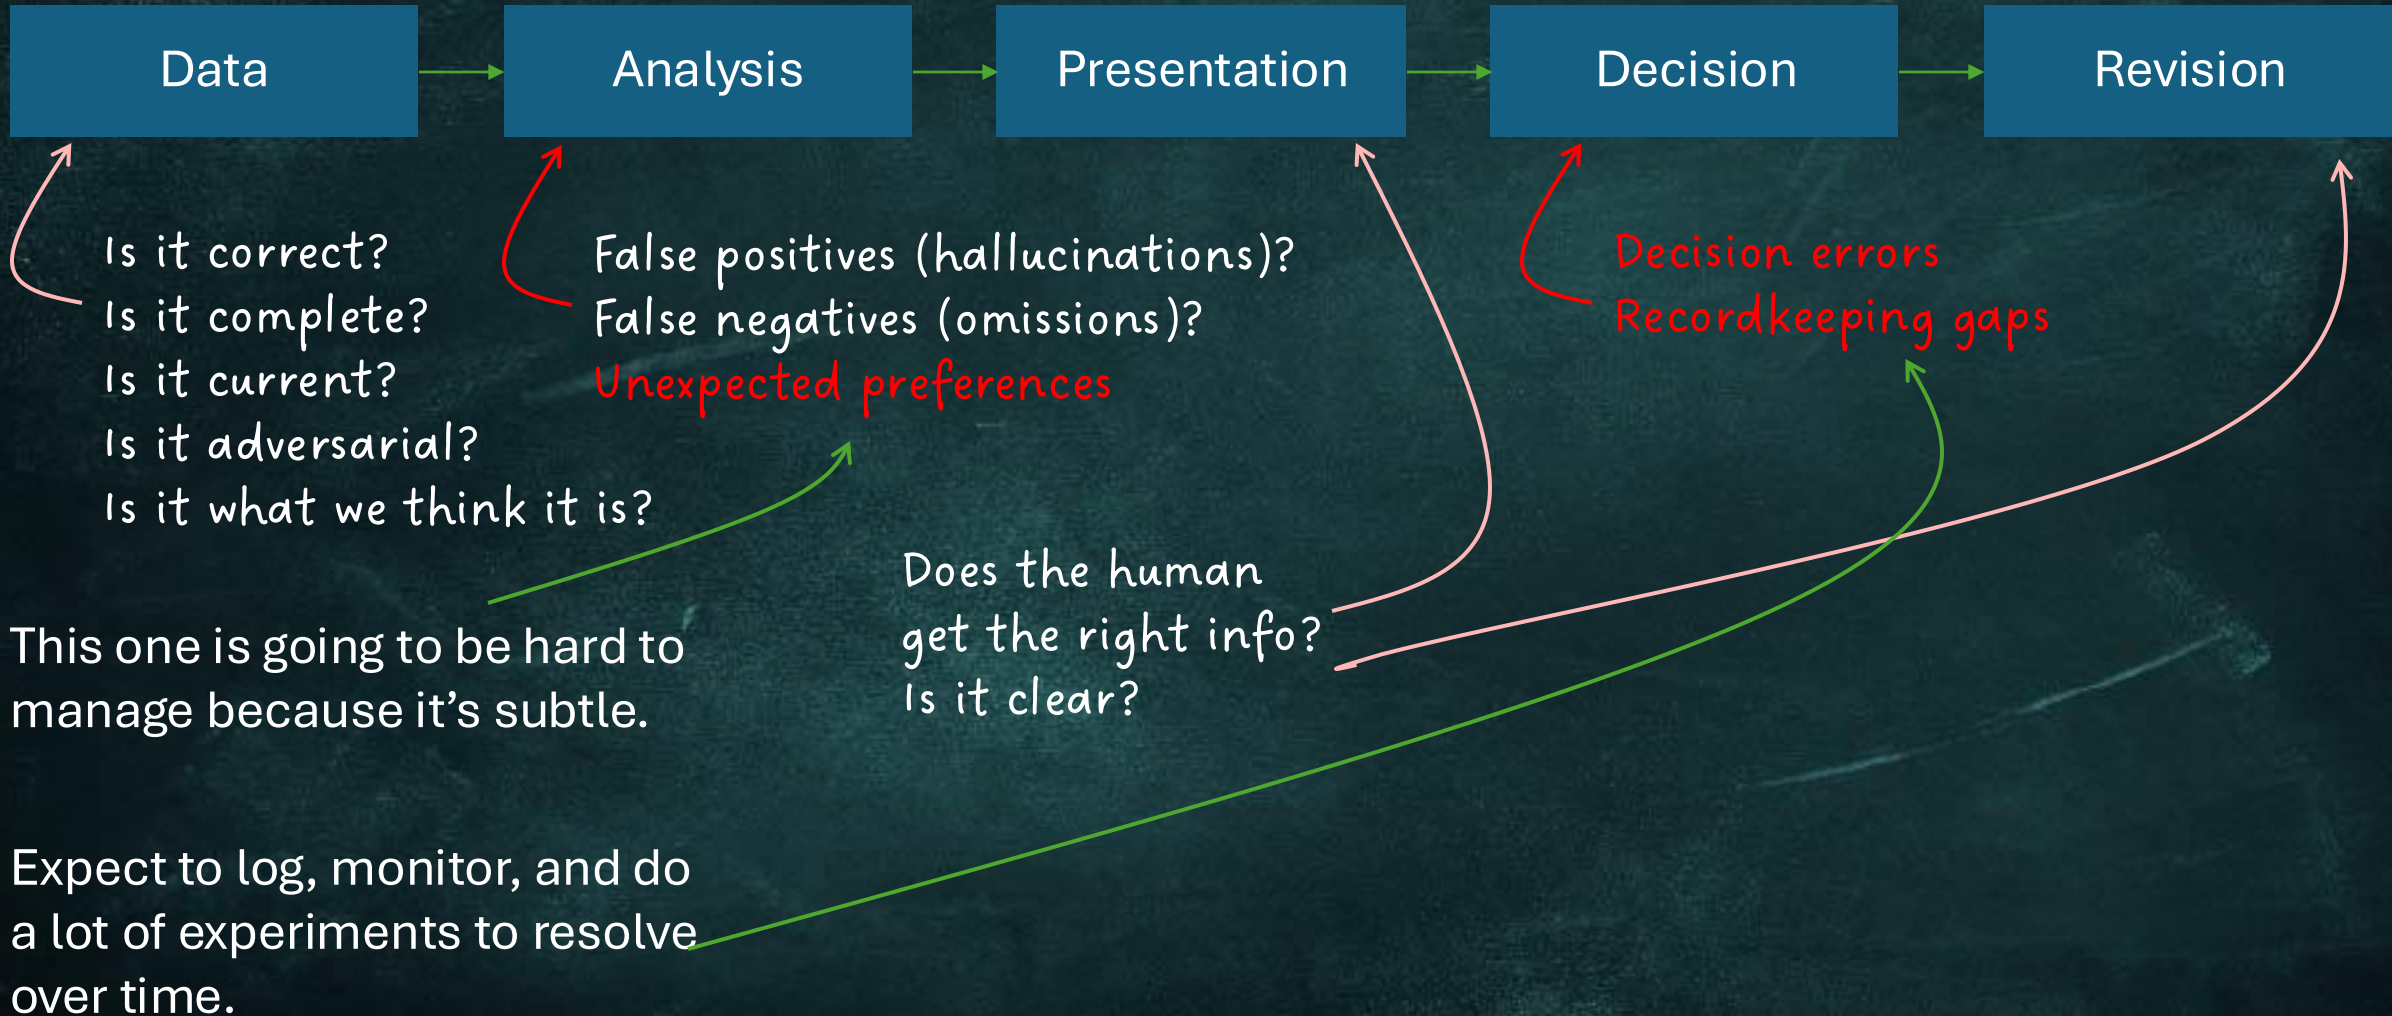 Data
Analysis
Presentation
Decision
Revision
Is it correct?
Is it complete?
Is it current?
Is it adversarial?
Is it what we think it is?
False positives (hallucinations)?
False negatives (omissions)?
Unexpected preferences
Decision errors
Recordkeeping gaps
Does the human
get the right info?
Is it clear?
This one is going to be hard to
manage because it’s subtle.
Expect to log, monitor, and do
a lot of experiments to resolve
over time.